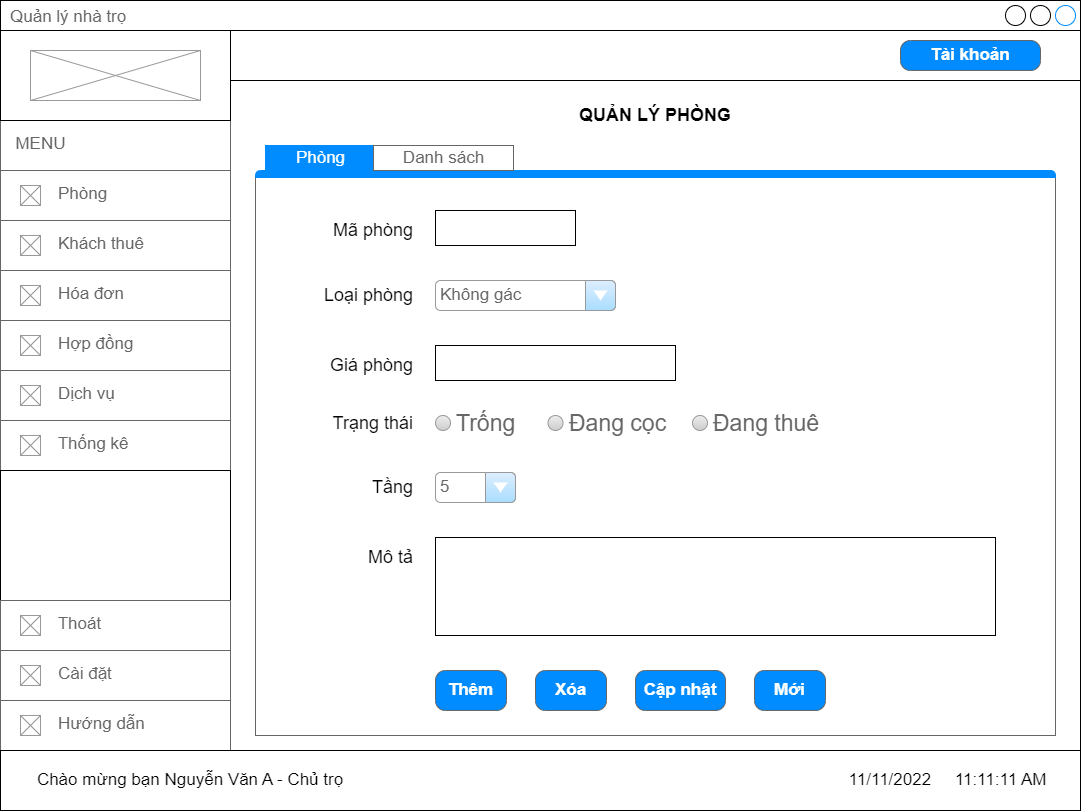 Quản lý nhà trọ
Tài khoản
MENU
Phòng
Khách thuê
Hóa đơn
Hợp đồng
Dịch vụ
Thống kê
Thoát
Cài đặt
Hướng dẫn
QUẢN LÝ PHÒNG
Phòng Danh sách
Mã phòng
Loại phòng Không gác
Giá phòng
Trạng thái Trống Đang cọc Đang thuê
Tầng 5
Mô tả
Thêm Xóa Cập nhật Mới
Chào mừng bạn Nguyễn Văn A - Chủ trọ 11/11/2022 11:11:11 AM